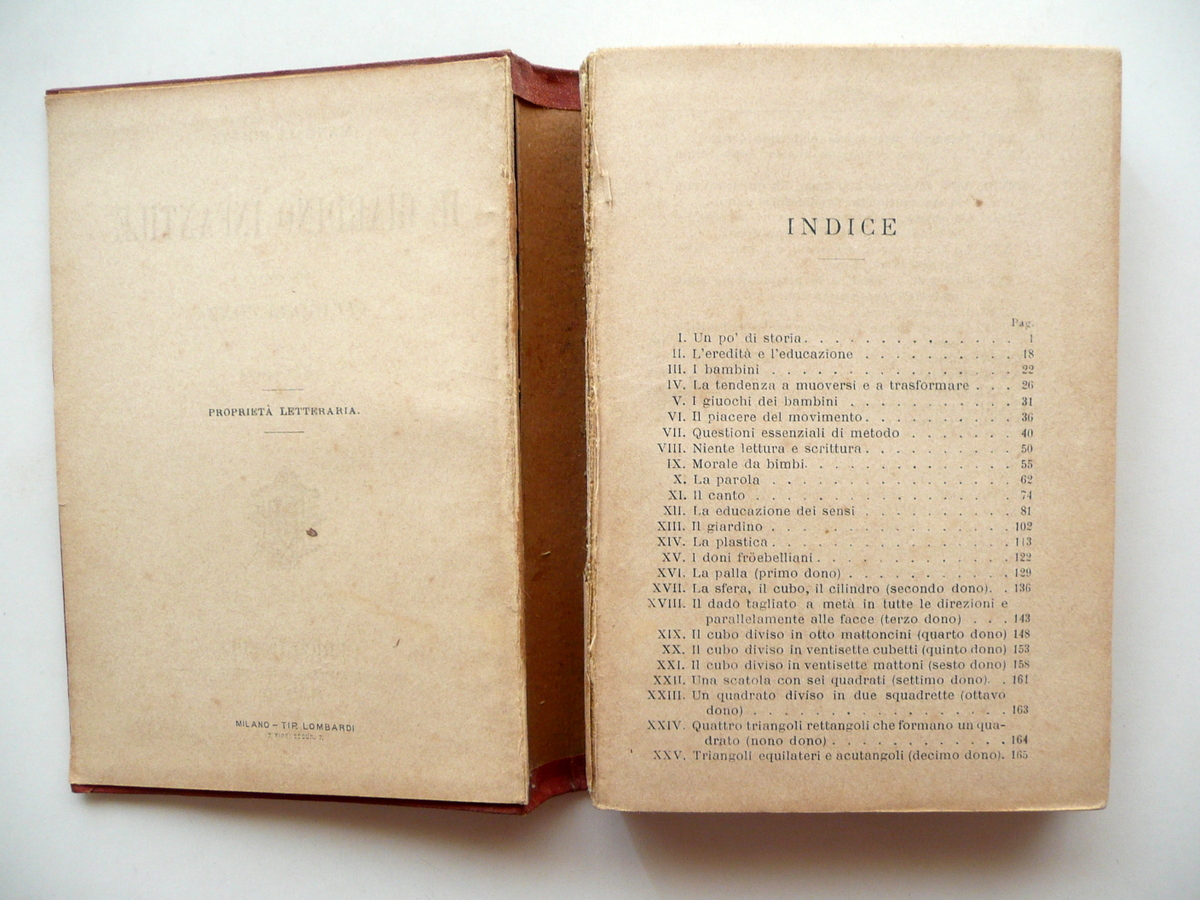 IL GIARDINO INFANTILE
PROPRIETÀ LETTERARIA.
MILANO - TIP. LOMBARDI
INDICE
Pag.
I. Un po' di storia. . . . . . . . . . . . . 1
II. L'eredità e l'educazione . . . . . . . . . . 18
III. I bambini . . . . . . . . . . . . . . . 22
IV. La tendenza a muoversi e a trasformare . . . 26
V. I giuochi dei bambini . . . . . . . . . . . 31
VI. Il piacere del movimento. . . . . . . . . . 36
VII. Questioni essenziali di metodo . . . . . . . 40
VIII. Niente lettura e scrittura. . . . . . . . . . 50
IX. Morale da bimbi. . . . . . . . . . . . . 55
X. La parola . . . . . . . . . . . . . . . 62
XI. Il canto . . . . . . . . . . . . . . . . 74
XII. La educazione dei sensi . . . . . . . . . . 81
XIII. Il giardino . . . . . . . . . . . . . . . 102
XIV. La plastica . . . . . . . . . . . . . . . 113
XV. I doni fröebelliani . . . . . . . . . . . . 122
XVI. La palla (primo dono) . . . . . . . . . . . 129
XVII. La sfera, il cubo, il cilindro (secondo dono). . 136
XVIII. Il dado tagliato a metà in tutte le direzioni e
parallelamente alle facce (terzo dono) . . . 143
XIX. Il cubo diviso in otto mattoncini (quarto dono) 148
XX. Il cubo diviso in ventisette cubetti (quinto dono) 153
XXI. Il cubo diviso in ventisette mattoni (sesto dono) 158
XXII. Una scatola con sei quadrati (settimo dono). . 161
XXIII. Un quadrato diviso in due squadrette (ottavo
dono) . . . . . . . . . . . . . . . . 163
XXIV. Quattro triangoli rettangoli che formano un qua-
drato (nono dono) . . . . . . . . . . . . 164
XXV. Triangoli equilateri e acutangoli (decimo dono). 165